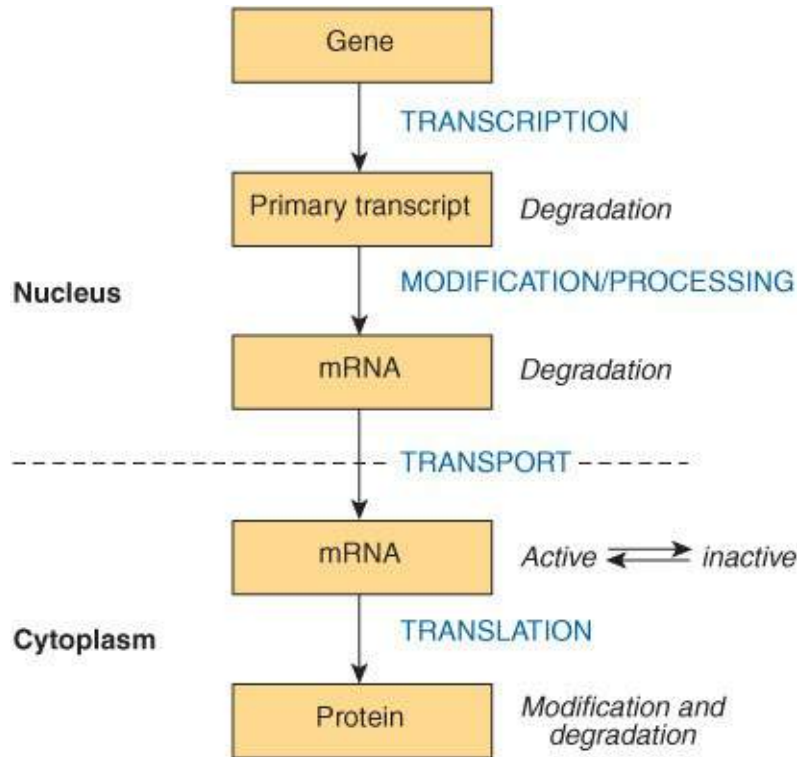 Gene
TRANSCRIPTION
Primary transcript
Degradation
MODIFICATION/PROCESSING
Nucleus
mRNA
Degradation
TRANSPORT
mRNA
Active
inactive
TRANSLATION
Cytoplasm
Protein
Modification and
degradation